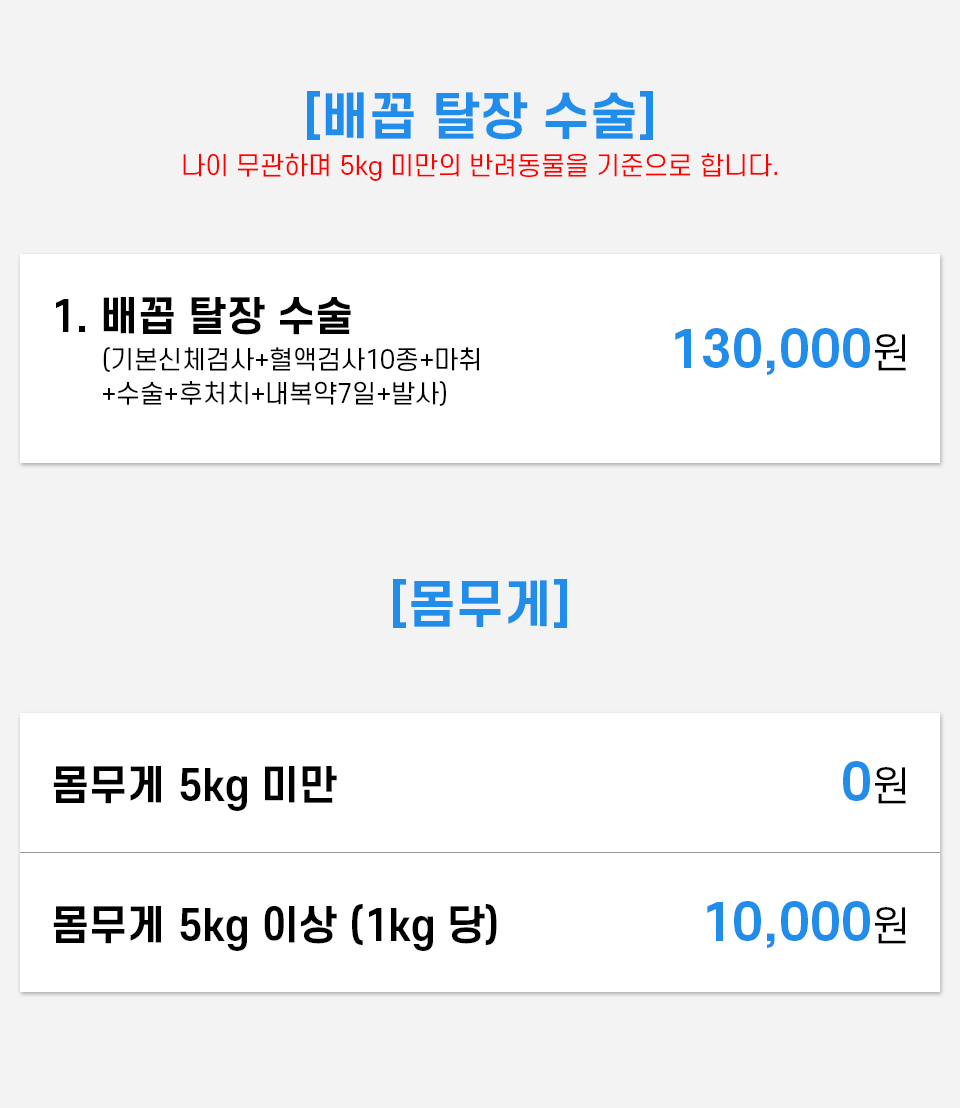 [배꼽 탈장 수술]
나이 무관하며 5kg 미만의 반려동물을 기준으로 합니다.
1. 배꼽 탈장 수술
(기본신체검사+혈액검사10종+마취
+수술+후처치+내복약7일+발사)
130,000원
[몸무게]
몸무게 5kg 미만
0원
몸무게 5kg 이상 (1kg 당)
10,000원